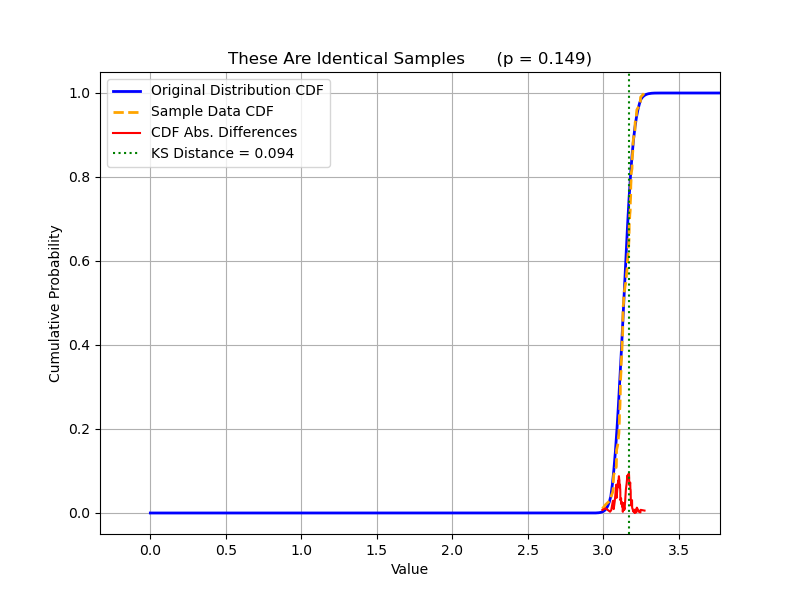 These Are Identical Samples (p = 0.149)
Original Distribution CDF
Sample Data CDF
CDF Abs. Differences
KS Distance = 0.094
Cumulative Probability
1.0
0.8
0.6
0.4
0.2
0.0
0.0 0.5 1.0 1.5 2.0 2.5 3.0 3.5
Value